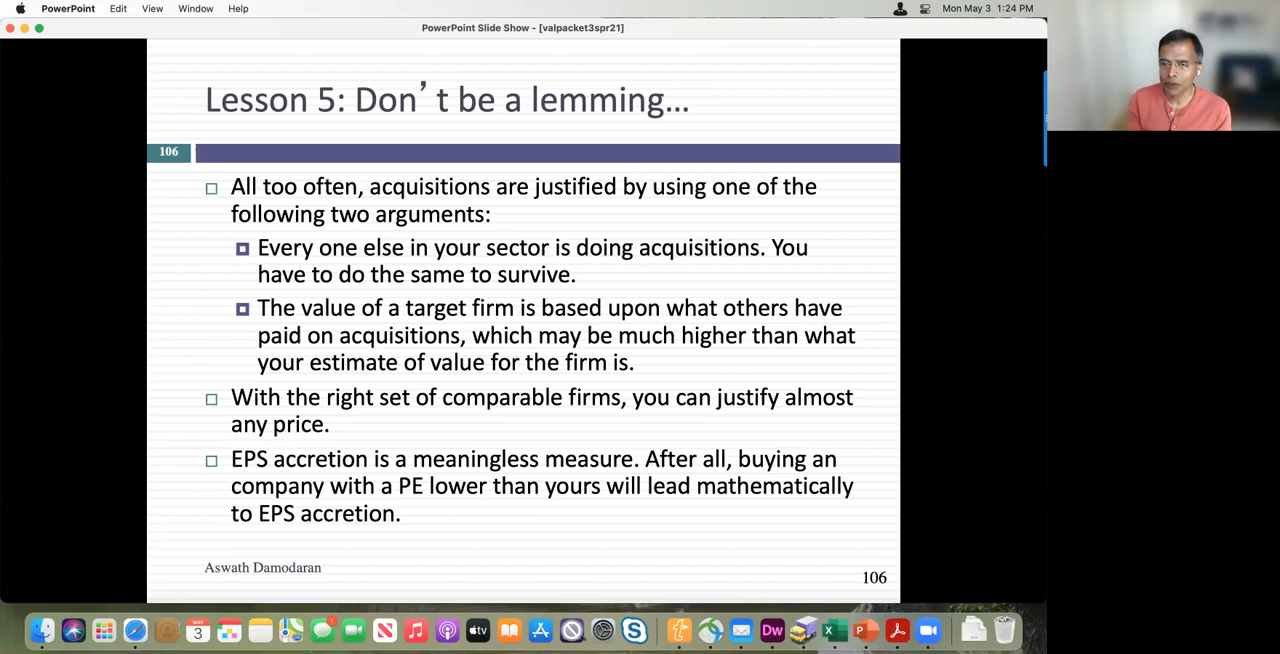 PowerPoint Edit View Window Help Mon May 3 1:24 PM
PowerPoint Slide Show - [valpacket3spr21]
Lesson 5: Don’ t be a lemming...
106
All too often, acquisitions are justified by using one of the
following two arguments:
Every one else in your sector is doing acquisitions. You
have to do the same to survive.
The value of a target firm is based upon what others have
paid on acquisitions, which may be much higher than what
your estimate of value for the firm is.
With the right set of comparable firms, you can justify almost
any price.
EPS accretion is a meaningless measure. After all, buying an
company with a PE lower than yours will lead mathematically
to EPS accretion.
Aswath Damodaran
106
MAY
3
tv
Dw